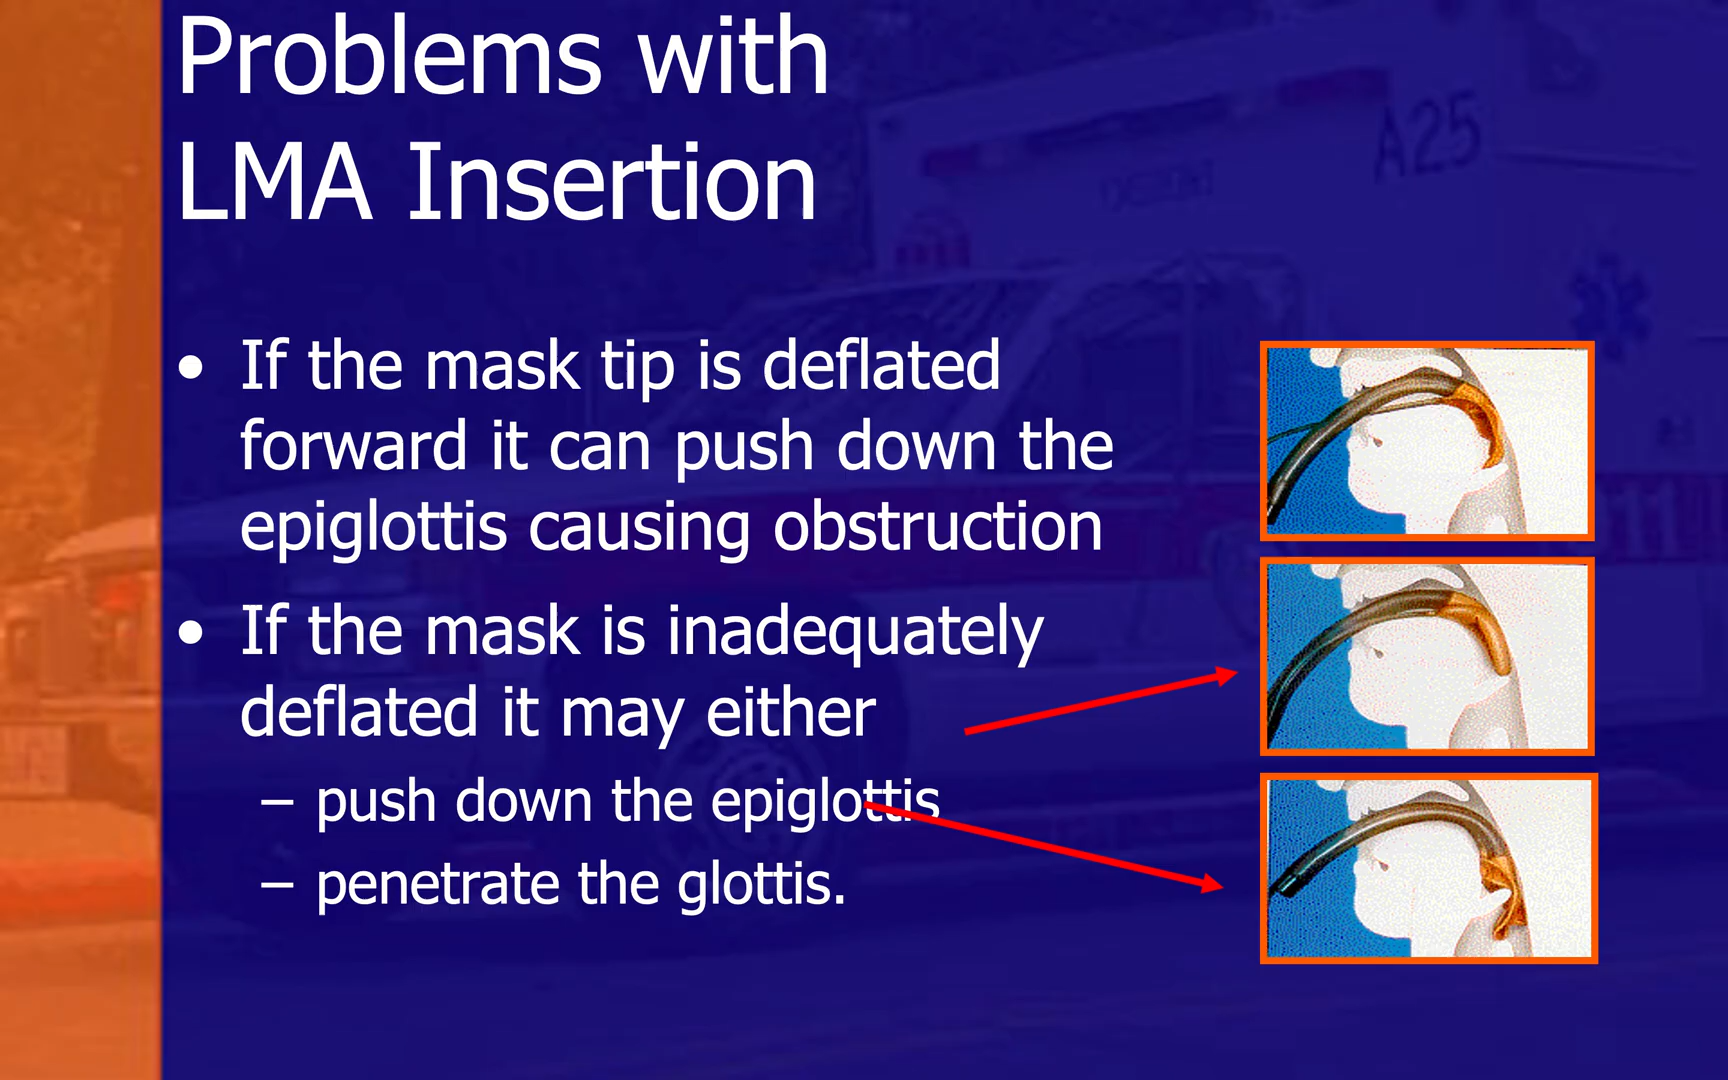 Problems with
LMA Insertion
• If the mask tip is deflated
forward it can push down the
epiglottis causing obstruction
• If the mask is inadequately
deflated it may either
– push down the epiglottis
– penetrate the glottis.
A25